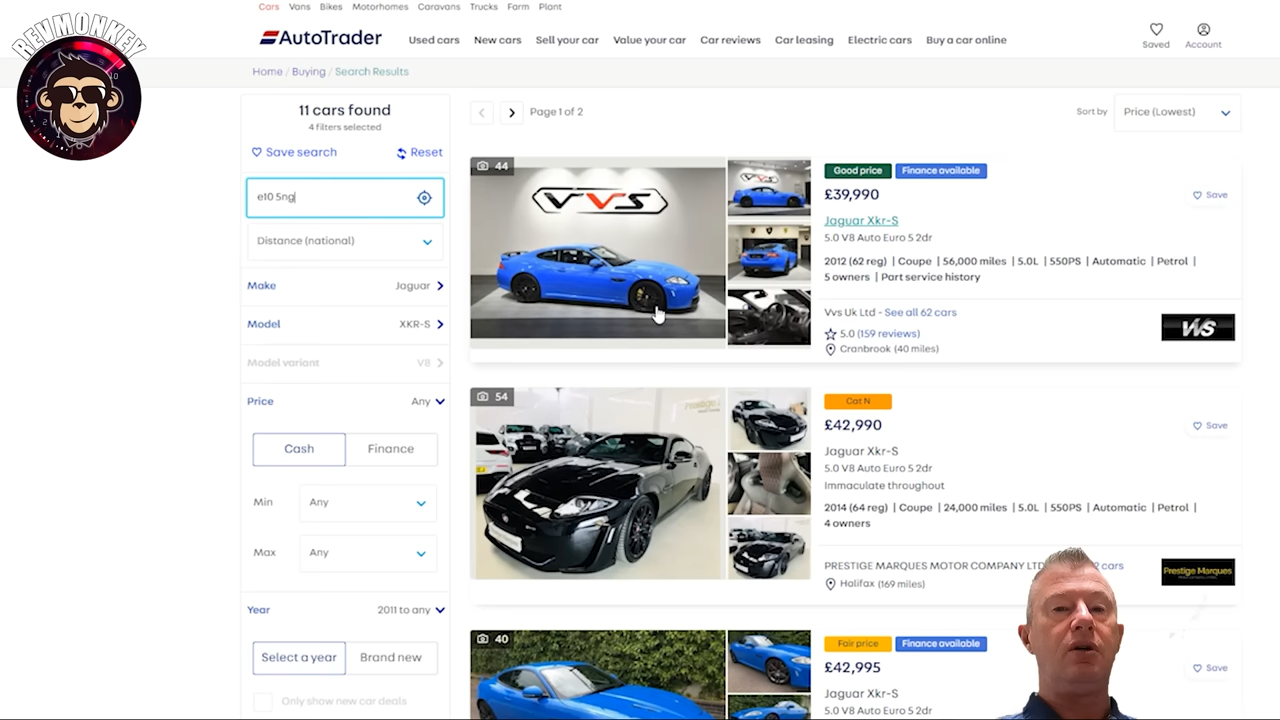 Cars Vans Bikes Motorhomes Caravans Trucks Farm Plant
REVMONKEY
AutoTrader Used cars New cars Sell your car Value your car Car reviews Car leasing Electric cars Buy a car online Saved Account
Home / Buying / Search Results
11 cars found
4 filters selected
Save search Reset
e10 5ng
Distance (national)
Make Jaguar
Model XKR-S
Model variant V8
Price Any
Cash Finance
Min Any
Max Any
Year 2011 to any
Select a year Brand new
Only show new car deals
Page 1 of 2
Sort by Price (Lowest)
44
VVS
Good price Finance available
£39,990 Save
Jaguar Xkr-S
5.0 V8 Auto Euro 5 2dr
2012 (62 reg) | Coupe | 56,000 miles | 5.0L | 550PS | Automatic | Petrol |
5 owners | Part service history
Vvs Uk Ltd - See all 62 cars
5.0 (159 reviews)
Cranbrook (40 miles)
VVS
54
Cat N
£42,990 Save
Jaguar Xkr-S
5.0 V8 Auto Euro 5 2dr
Immaculate throughout
2014 (64 reg) | Coupe | 24,000 miles | 5.0L | 550PS | Automatic | Petrol |
4 owners
PRESTIGE MARQUES MOTOR COMPANY LTD cars
Halifax (169 miles)
Prestige Marques
40
Fair price Finance available
£42,995 Save
Jaguar Xkr-S
5.0 V8 Auto Euro 5 2dr